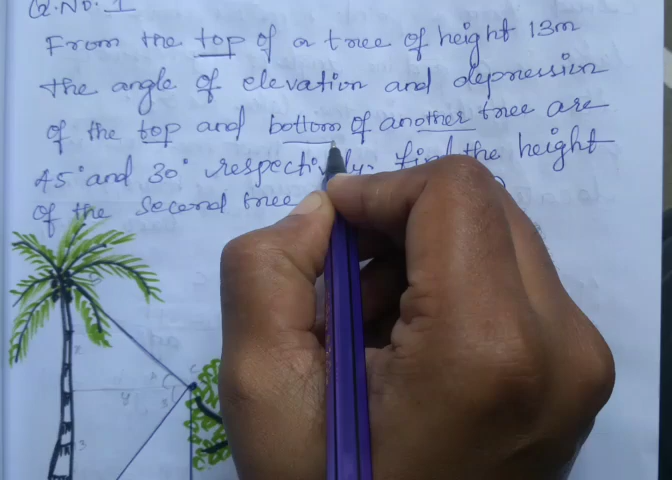 Q.No. 1
From the top of a tree of height 13m
the angle of elevation and depression
of the top and bottom of another tree are
45° and 30° respectively. find the height
of the second tree
C
y